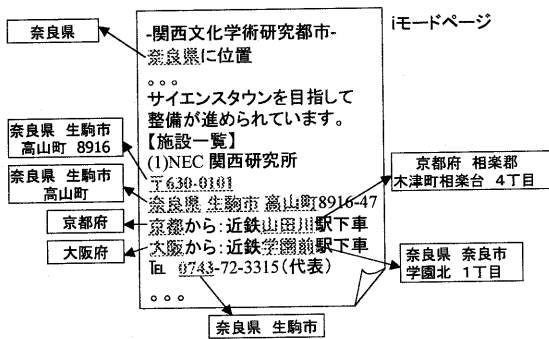 iモードページ
奈良県
-関西文化学術研究都市-
奈良県に位置
。。。
サイエンスタウンを目指して
整備が進められています。
【施設一覧】
(1)NEC 関西研究所
〒630-0101
奈良県 生駒市 高山町8916-47
京都から:近鉄山田川駅下車
大阪から:近鉄学園前駅下車
℡ 0743-72-3315(代表)
。。。
奈良県 生駒市
高山町 8916
奈良県 生駒市
高山町
京都府
大阪府
京都府 相楽郡
木津町相楽台 4丁目
奈良県 奈良市
学園北 1丁目
奈良県 生駒市